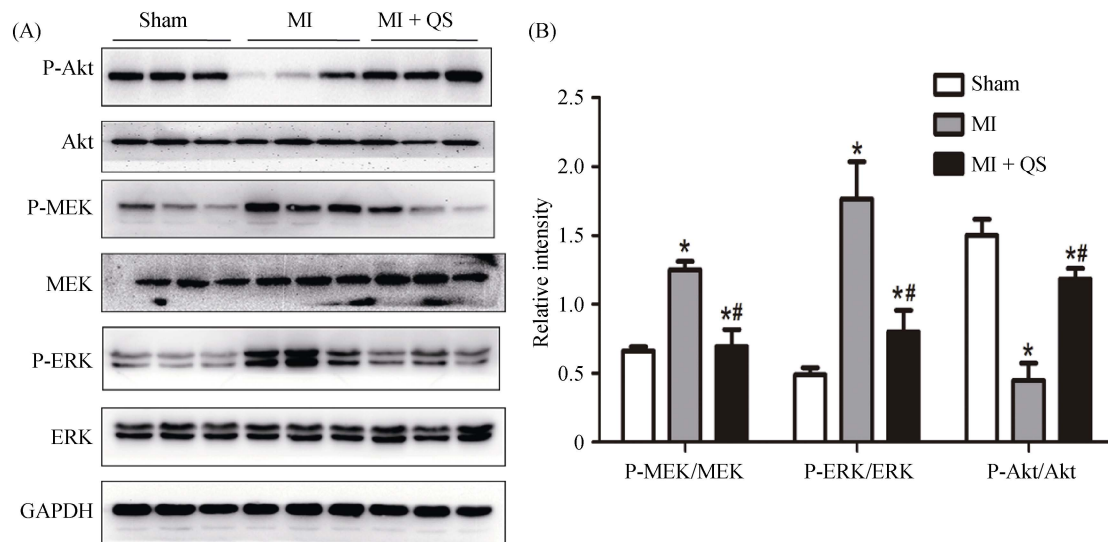 (A)
Sham MI MI + QS
P-Akt
Akt
P-MEK
MEK
P-ERK
ERK
GAPDH
(B)
Sham
MI
MI + QS
Relative intensity
2.5
2.0
1.5
1.0
0.5
0
*
*#
*
*#
*
*#
P-MEK/MEK P-ERK/ERK P-Akt/Akt